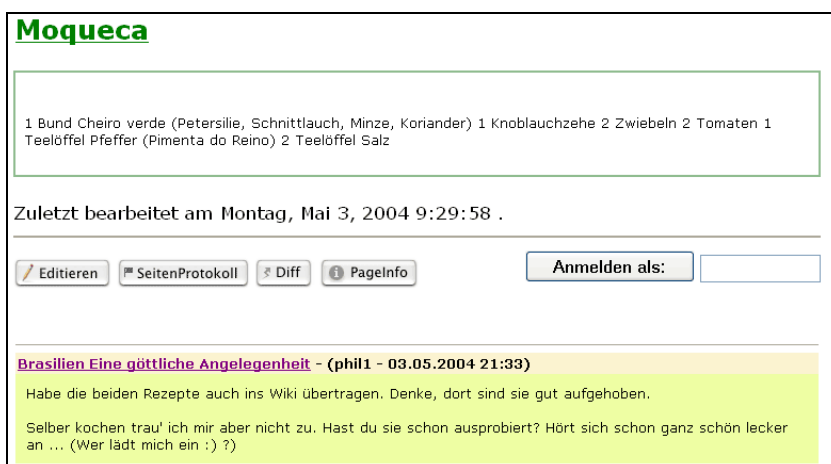 Moqueca
1 Bund Cheiro verde (Petersilie, Schnittlauch, Minze, Koriander) 1 Knoblauchzehe 2 Zwiebeln 2 Tomaten 1
Teelöffel Pfeffer (Pimenta do Reino) 2 Teelöffel Salz
Zuletzt bearbeitet am Montag, Mai 3, 2004 9:29:58 .
Editieren SeitenProtokoll Diff PageInfo Anmelden als:
Brasilien Eine göttliche Angelegenheit - (phil1 - 03.05.2004 21:33)
Habe die beiden Rezepte auch ins Wiki übertragen. Denke, dort sind sie gut aufgehoben.
Selber kochen trau' ich mir aber nicht zu. Hast du sie schon ausprobiert? Hört sich schon ganz schön lecker
an ... (Wer lädt mich ein :) ?)